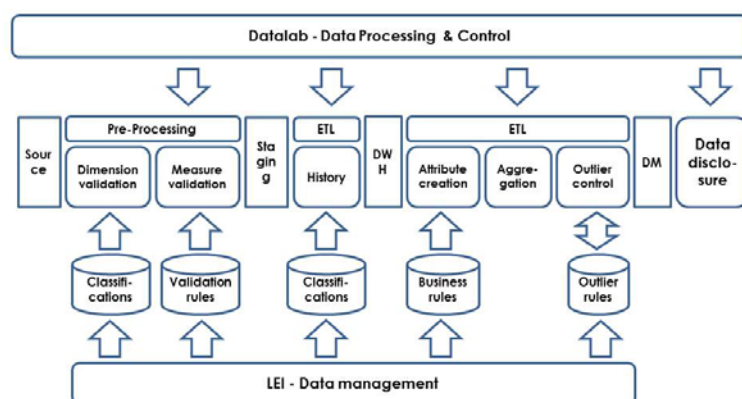 Datalab - Data Processing & Control
Pre-Processing
ETL
ETL
Sour
ce
Dimension
validation
Measure
validation
Sta
gin
g
History
DW
H
Attribute
creation
Aggre-
gation
Outlier
control
DM
Data
disclo-
sure
Classifi-
cations
Validation
rules
Classifi-
cations
Business
rules
Outlier
rules
LEI - Data management